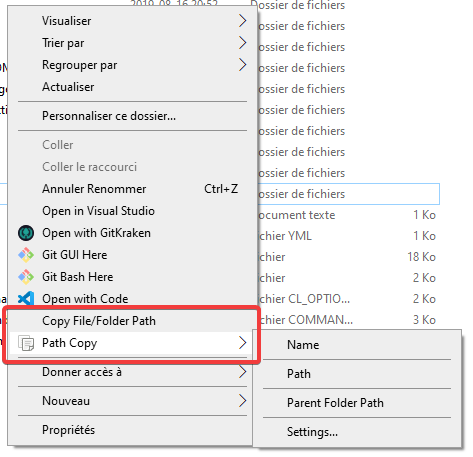 2019-08-16 20:52 Dossier de fichiers
Visualiser
Dossier de fichiers
Trier par
Dossier de fichiers
Regrouper par
Dossier de fichiers
Actualiser
Dossier de fichiers
Personnaliser ce dossier...
Dossier de fichiers
Dossier de fichiers
Coller
Dossier de fichiers
Coller le raccourci
Dossier de fichiers
Annuler Renommer Ctrl+Z
Dossier de fichiers
Open in Visual Studio
Document texte 1 Ko
Open with GitKraken
Fichier YML 1 Ko
Git GUI Here
Fichier 18 Ko
Git Bash Here
Fichier 2 Ko
Open with Code
Fichier CL_OPTIO... 2 Ko
Copy File/Folder Path
Fichier COMMAN... 3 Ko
Path Copy
Name
Donner accès à
Path
Nouveau
Parent Folder Path
Propriétés
Settings...